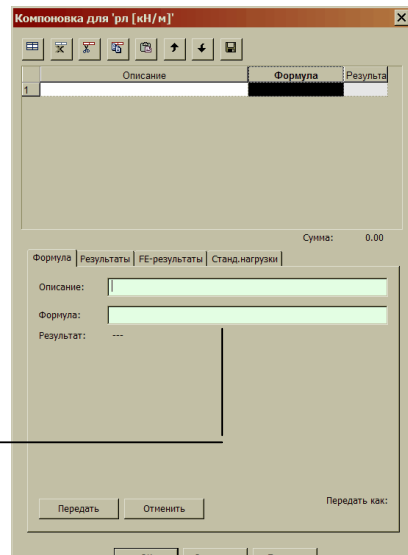 Компоновка для 'рл [кН/м]'
Описание Формула Результа
1
Сумма: 0.00
Формула Результаты FE-результаты Станд.нагрузки
Описание:
Формула:
Результат: ---
Передать как:
Передать Отменить